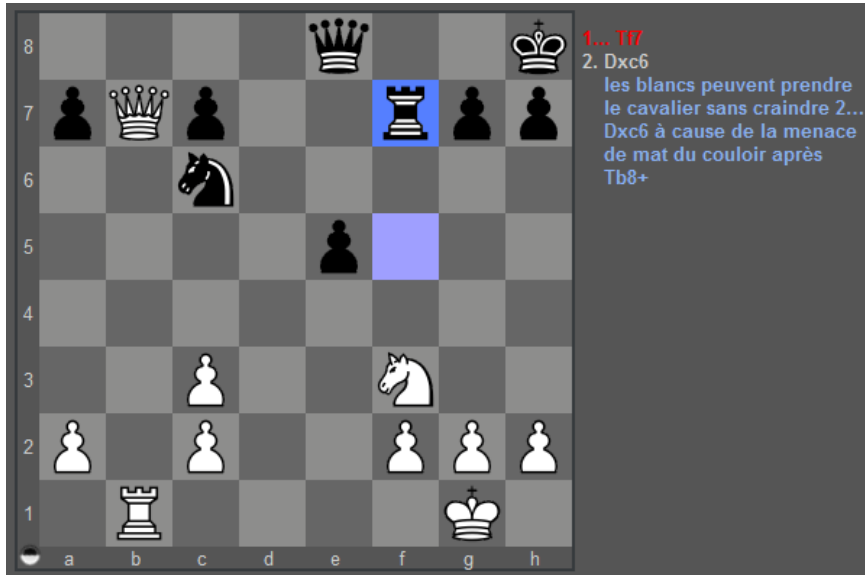 8
7
6
5
4
3
2
1
a b c d e f g h
1... Tf7
2. Dxc6
les blancs peuvent prendre
le cavalier sans craindre 2...
Dxc6 à cause de la menace
de mat du couloir après
Tb8+